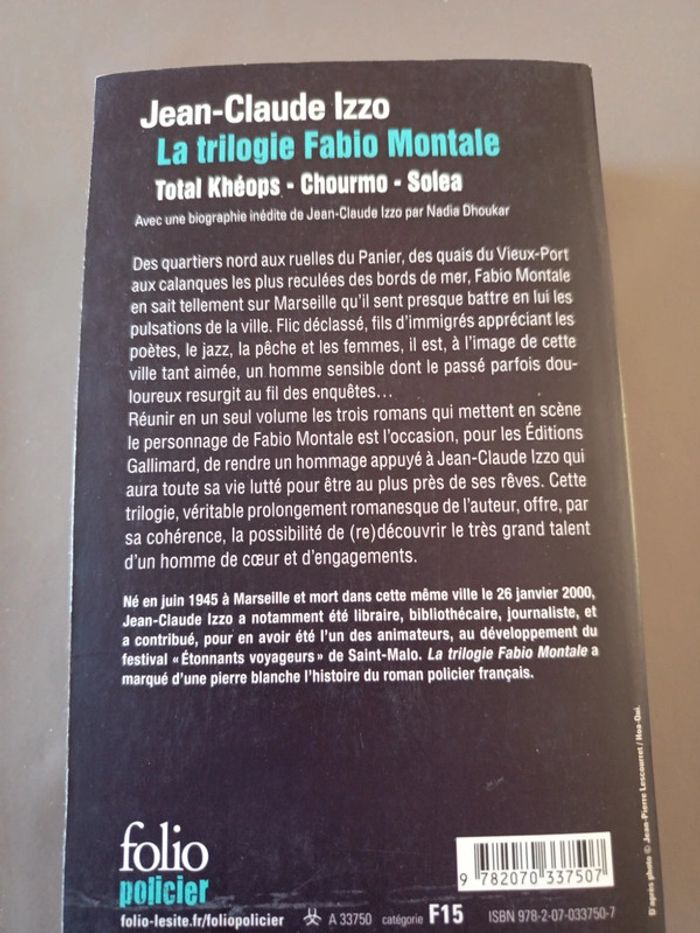 Jean-Claude Izzo
La trilogie Fabio Montale
Total Khéops - Chourmo - Solea
Avec une biographie inédite de Jean-Claude Izzo par Nadia Dhoukar
Des quartiers nord aux ruelles du Panier, des quais du Vieux-Port
aux calanques les plus reculées des bords de mer, Fabio Montale
en sait tellement sur Marseille qu'il sent presque battre en lui les
pulsations de la ville. Flic déclassé, fils d'immigrés appréciant les
poètes, le jazz, la pêche et les femmes, il est, à l'image de cette
ville tant aimée, un homme sensible dont le passé parfois dou-
loureux resurgit au fil des enquêtes…
Réunir en un seul volume les trois romans qui mettent en scène
le personnage de Fabio Montale est l'occasion, pour les Éditions
Gallimard, de rendre un hommage appuyé à Jean-Claude Izzo qui
aura toute sa vie lutté pour être au plus près de ses rêves. Cette
trilogie, véritable prolongement romanesque de l'auteur, offre, par
sa cohérence, la possibilité de (re)découvrir le très grand talent
d'un homme de cœur et d'engagements.
Né en juin 1945 à Marseille et mort dans cette même ville le 26 janvier 2000,
Jean-Claude Izzo a notamment été libraire, bibliothécaire, journaliste, et
a contribué, pour en avoir été l'un des animateurs, au développement du
festival « Étonnants voyageurs » de Saint-Malo. La trilogie Fabio Montale a
marqué d'une pierre blanche l'histoire du roman policier français.
D'après photo © Jean-Pierre Lescourret / Hoa-Qui.
folio
policier
folio-lesite.fr/foliopolicier
A 33750 catégorie F15
9 782070 337507
ISBN 978-2-07-033750-7